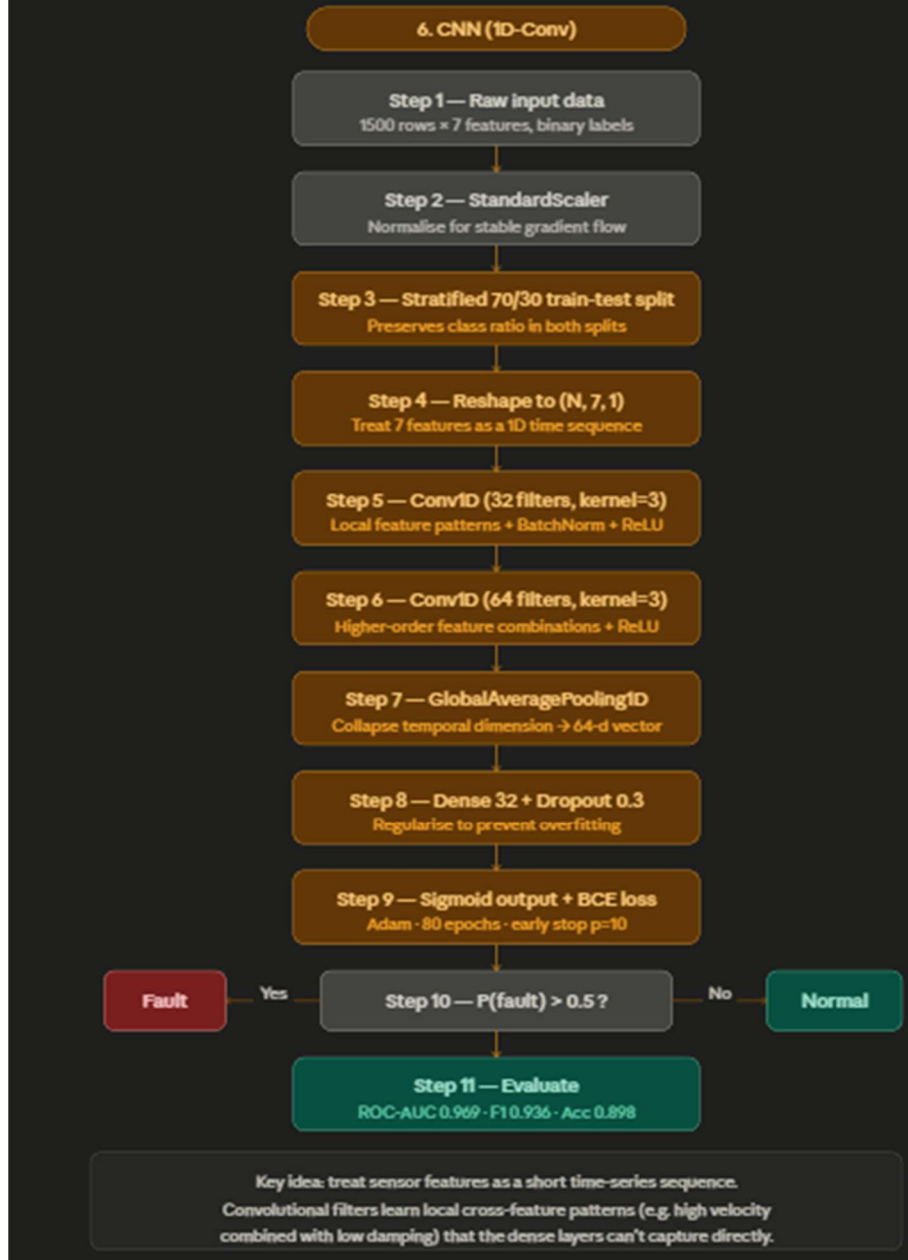 6. CNN (1D-Conv)
Step 1 — Raw input data
1500 rows × 7 features, binary labels
Step 2 — StandardScaler
Normalise for stable gradient flow
Step 3 — Stratified 70/30 train-test split
Preserves class ratio in both splits
Step 4 — Reshape to (N, 7, 1)
Treat 7 features as a 1D time sequence
Step 5 — Conv1D (32 filters, kernel=3)
Local feature patterns + BatchNorm + ReLU
Step 6 — Conv1D (64 filters, kernel=3)
Higher-order feature combinations + ReLU
Step 7 — GlobalAveragePooling1D
Collapse temporal dimension → 64-d vector
Step 8 — Dense 32 + Dropout 0.3
Regularise to prevent overfitting
Step 9 — Sigmoid output + BCE loss
Adam · 80 epochs · early stop p=10
Fault Yes Step 10 — P(fault) > 0.5 ? No Normal
Step 11 — Evaluate
ROC-AUC 0.969 · F1 0.936 · Acc 0.898
Key idea: treat sensor features as a short time-series sequence.
Convolutional filters learn local cross-feature patterns (e.g. high velocity
combined with low damping) that the dense layers can't capture directly.